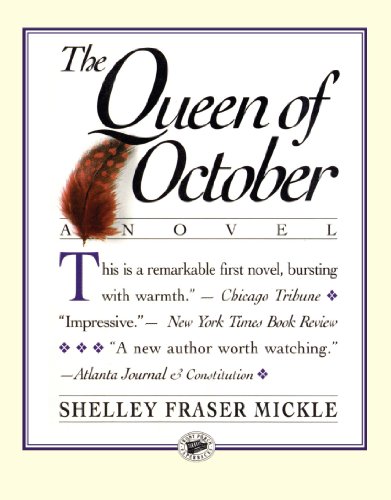 The
Queen of
October
A NOVEL
This is a remarkable first novel, bursting
with warmth." — Chicago Tribune ❖
"Impressive."— New York Times Book Review
❖ ❖ ❖ "A new author worth watching."
—Atlanta Journal & Constitution ❖
SHELLEY FRASER MICKLE